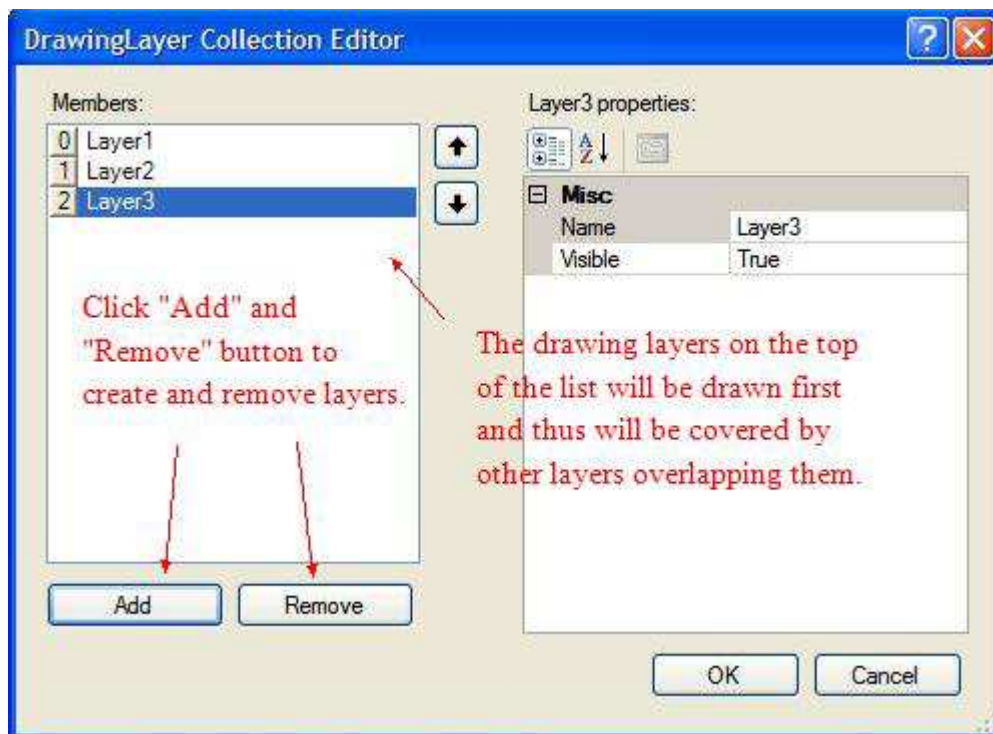 DrawingLayer Collection Editor
Members:
0 Layer1
1 Layer2
2 Layer3
Layer3 properties:
A
Z
Misc
Name Layer3
Visible True
Click "Add" and
"Remove" button to
create and remove layers.
The drawing layers on the top
of the list will be drawn first
and thus will be covered by
other layers overlapping them.
Add Remove
OK Cancel